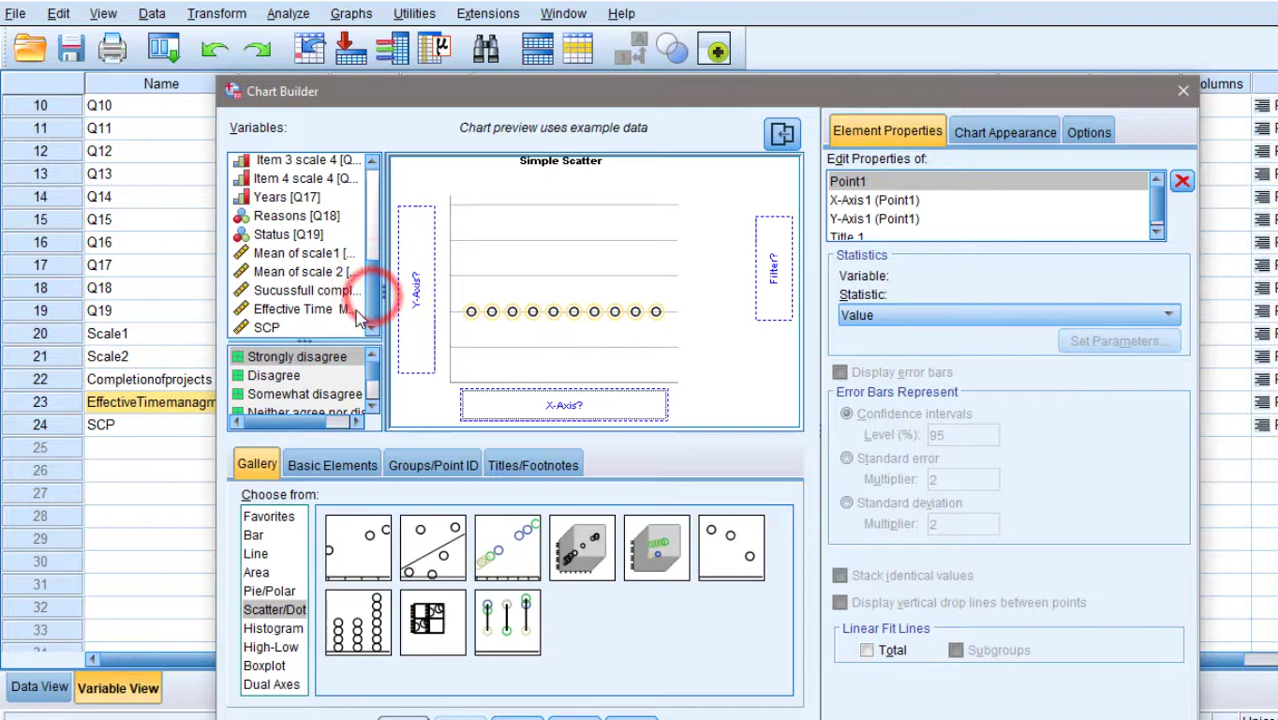 File Edit View Data Transform Analyze Graphs Utilities Extensions Window Help
Name
olumns
10 Q10
11 Q11
12 Q12
13 Q13
14 Q14
15 Q15
16 Q16
17 Q17
18 Q18
19 Q19
20 Scale1
21 Scale2
22 Completionofprojects
23 EffectiveTimemanagm
24 SCP
25
26
27
28
29
30
31
32
33
34
Data View Variable View
Chart Builder
Variables:
Item 3 scale 4 [Q...
Item 4 scale 4 [Q...
Years [Q17]
Reasons [Q18]
Status [Q19]
Mean of scale1 [...
Mean of scale 2 [...
Sucussfull compl...
Effective Time M...
SCP
Strongly disagree
Disagree
Somewhat disagree
Neither agree nor dis
Chart preview uses example data
Simple Scatter
Y-Axis?
Filter?
X-Axis?
Gallery Basic Elements Groups/Point ID Titles/Footnotes
Choose from:
Favorites
Bar
Line
Area
Pie/Polar
Scatter/Dot
Histogram
High-Low
Boxplot
Dual Axes
Element Properties Chart Appearance Options
Edit Properties of:
Point1
X-Axis1 (Point1)
Y-Axis1 (Point1)
Title 1
Statistics
Variable:
Statistic:
Value
Set Parameters...
Display error bars
Error Bars Represent
Confidence intervals
Level (%): 95
Standard error
Multiplier: 2
Standard deviation
Multiplier: 2
Stack identical values
Display vertical drop lines between points
Linear Fit Lines
Total Subgroups